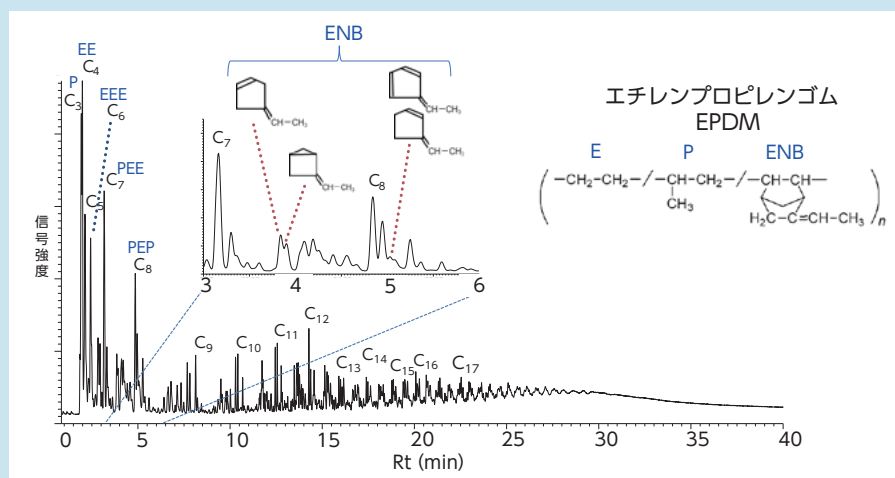 ENB
EE
C4
P
C3
EEE
C6
C5
PEE
C7
PEP
C8
CH-CH3
CH-CH3
CH-CH3
CH-CH3
C7
C8
3
4
5
6
エチレンプロピレンゴム
EPDM
E
P
ENB
-CH2-CH2-/-CH-CH2-/-CH-CH-
CH3
H2C
C=CH-CH3
n
信号強度
C9
C10
C11
C12
C13
C14
C15
C16
C17
0
5
10
15
20
25
30
35
40
Rt (min)